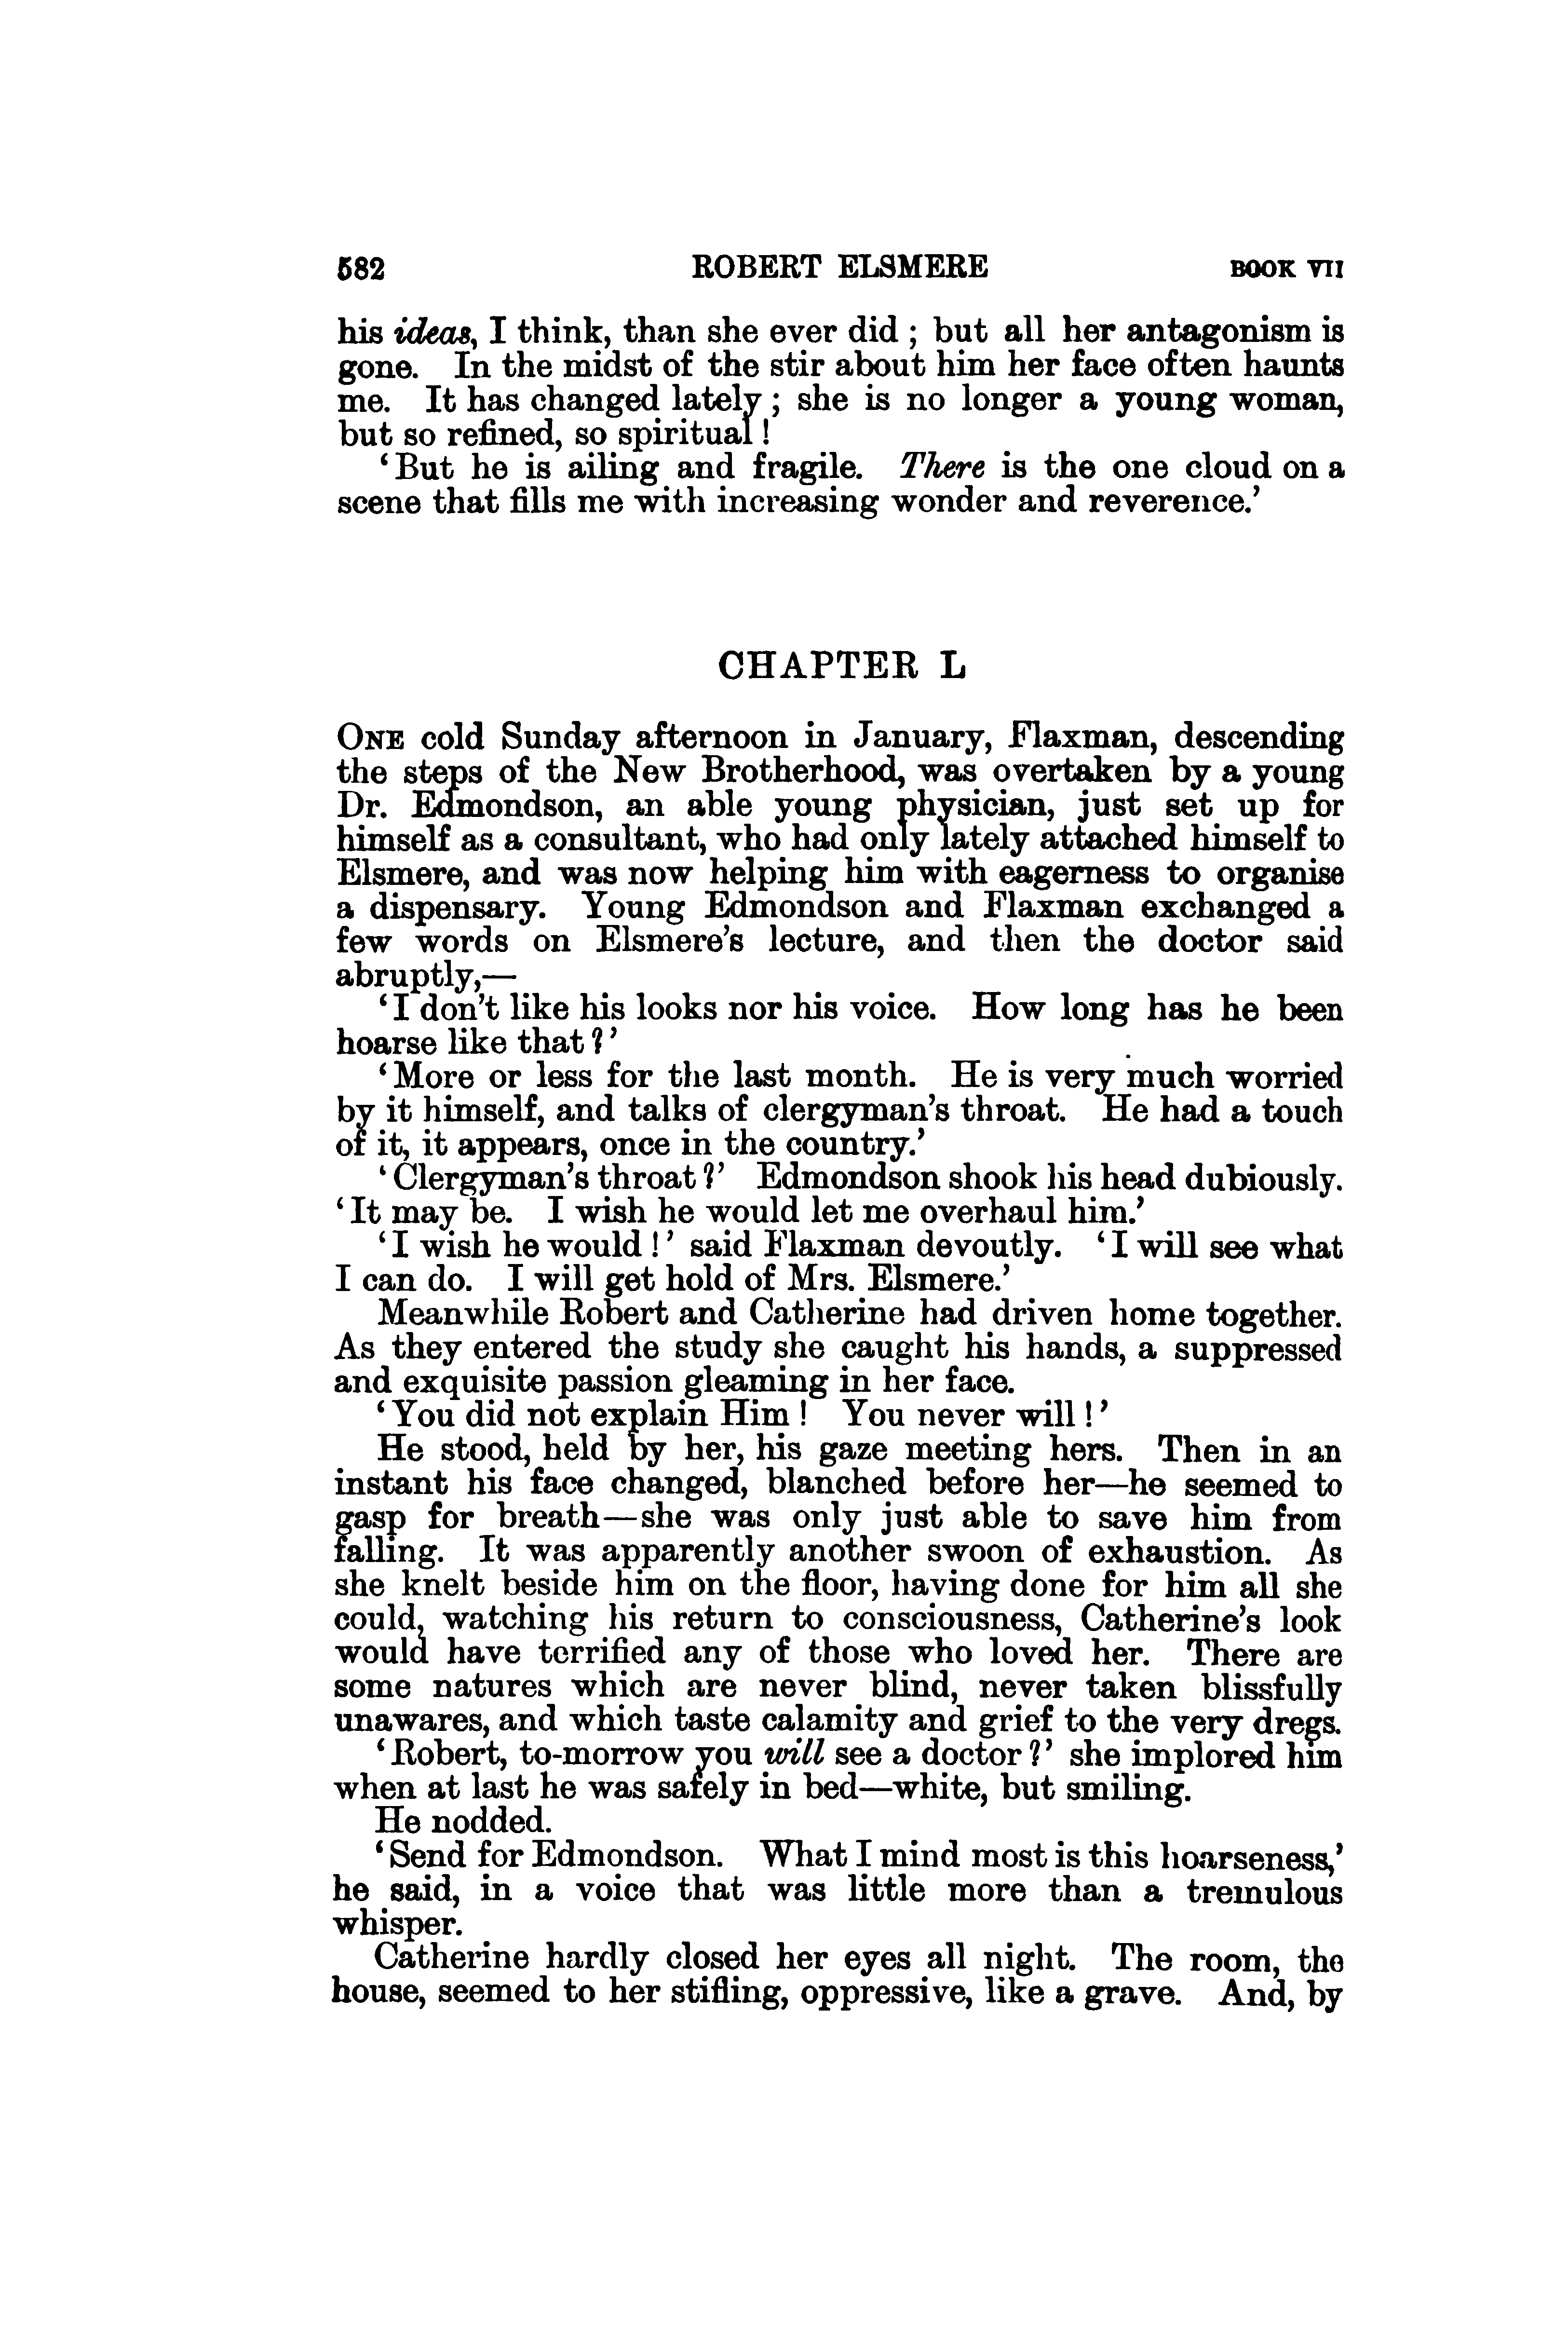 582 ROBERT ELSMERE BOOK VII
his ideas, I think, than she ever did ; but all her antagonism is
gone. In the midst of the stir about him her face often haunts
me. It has changed lately ; she is no longer a young woman,
but so refined, so spiritual !
‘But he is ailing and fragile. There is the one cloud on a
scene that fills me with increasing wonder and reverence.’
CHAPTER L
ONE cold Sunday afternoon in January, Flaxman, descending
the steps of the New Brotherhood, was overtaken by a young
Dr. Edmondson, an able young physician, just set up for
himself as a consultant, who had only lately attached himself to
Elsmere, and was now helping him with eagerness to organise
a dispensary. Young Edmondson and Flaxman exchanged a
few words on Elsmere’s lecture, and then the doctor said
abruptly,—
‘I don’t like his looks nor his voice. How long has he been
hoarse like that ?’
‘More or less for the last month. He is very much worried
by it himself, and talks of clergyman’s throat. He had a touch
of it, it appears, once in the country.’
‘Clergyman’s throat ?’ Edmondson shook his head dubiously.
‘It may be. I wish he would let me overhaul him.’
‘I wish he would !’ said Flaxman devoutly. ‘I will see what
I can do. I will get hold of Mrs. Elsmere.’
Meanwhile Robert and Catherine had driven home together.
As they entered the study she caught his hands, a suppressed
and exquisite passion gleaming in her face.
‘You did not explain Him ! You never will !’
He stood, held by her, his gaze meeting hers. Then in an
instant his face changed, blanched before her—he seemed to
gasp for breath—she was only just able to save him from
falling. It was apparently another swoon of exhaustion. As
she knelt beside him on the floor, having done for him all she
could, watching his return to consciousness, Catherine’s look
would have terrified any of those who loved her. There are
some natures which are never blind, never taken blissfully
unawares, and which taste calamity and grief to the very dregs.
‘Robert, to-morrow you will see a doctor ?’ she implored him
when at last he was safely in bed—white, but smiling.
He nodded.
‘Send for Edmondson. What I mind most is this hoarseness,’
he said, in a voice that was little more than a tremulous
whisper.
Catherine hardly closed her eyes all night. The room, the
house, seemed to her stifling, oppressive, like a grave. And, by